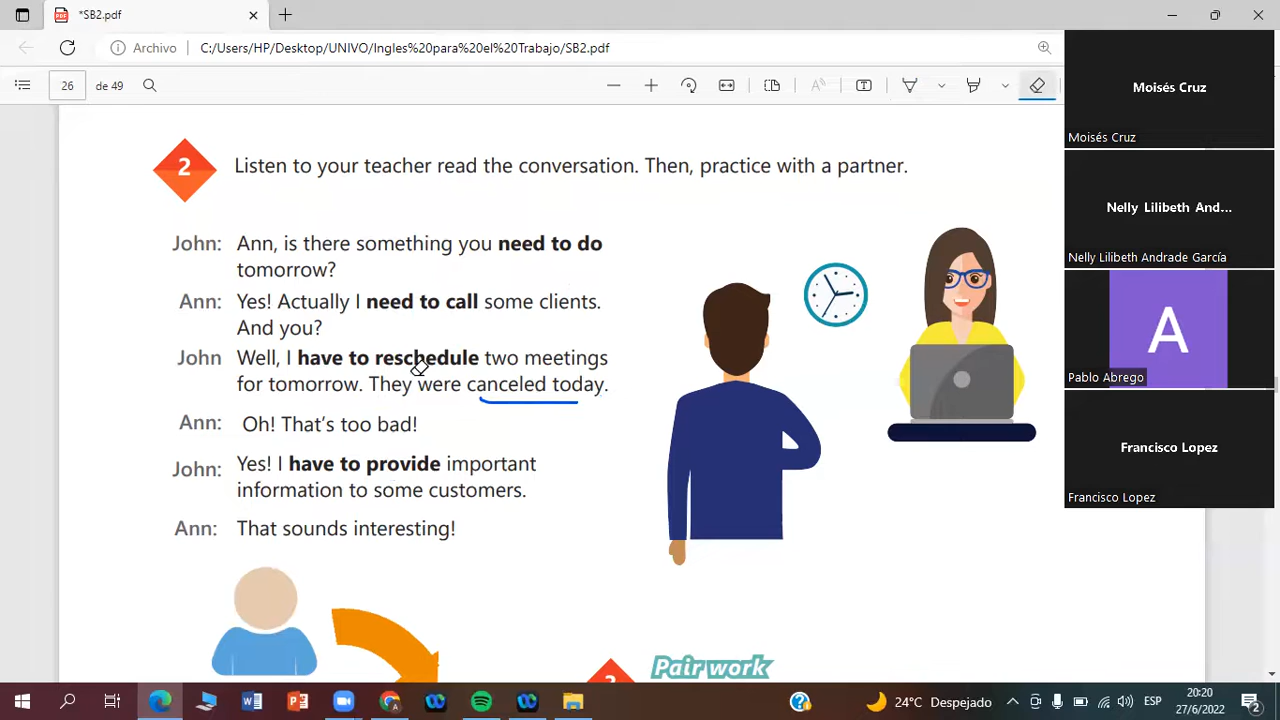 *SB2.pdf
Archivo
C:/Users/HP/Desktop/UNIVO/Ingles%20para%20el%20Trabajo/SB2.pdf
26
de 49
2
Listen to your teacher read the conversation. Then, practice with a partner.
John: Ann, is there something you need to do
tomorrow?
Ann: Yes! Actually I need to call some clients.
And you?
John Well, I have to reschedule two meetings
for tomorrow. They were canceled today.
Ann: Oh! That's too bad!
John: Yes! I have to provide important
information to some customers.
Ann: That sounds interesting!
Pair work
Moisés Cruz
Moisés Cruz
Nelly Lilibeth And...
Nelly Lilibeth Andrade García
A
Pablo Abrego
Francisco Lopez
Francisco Lopez
24°C Despejado
ESP
20:20
27/6/2022
2